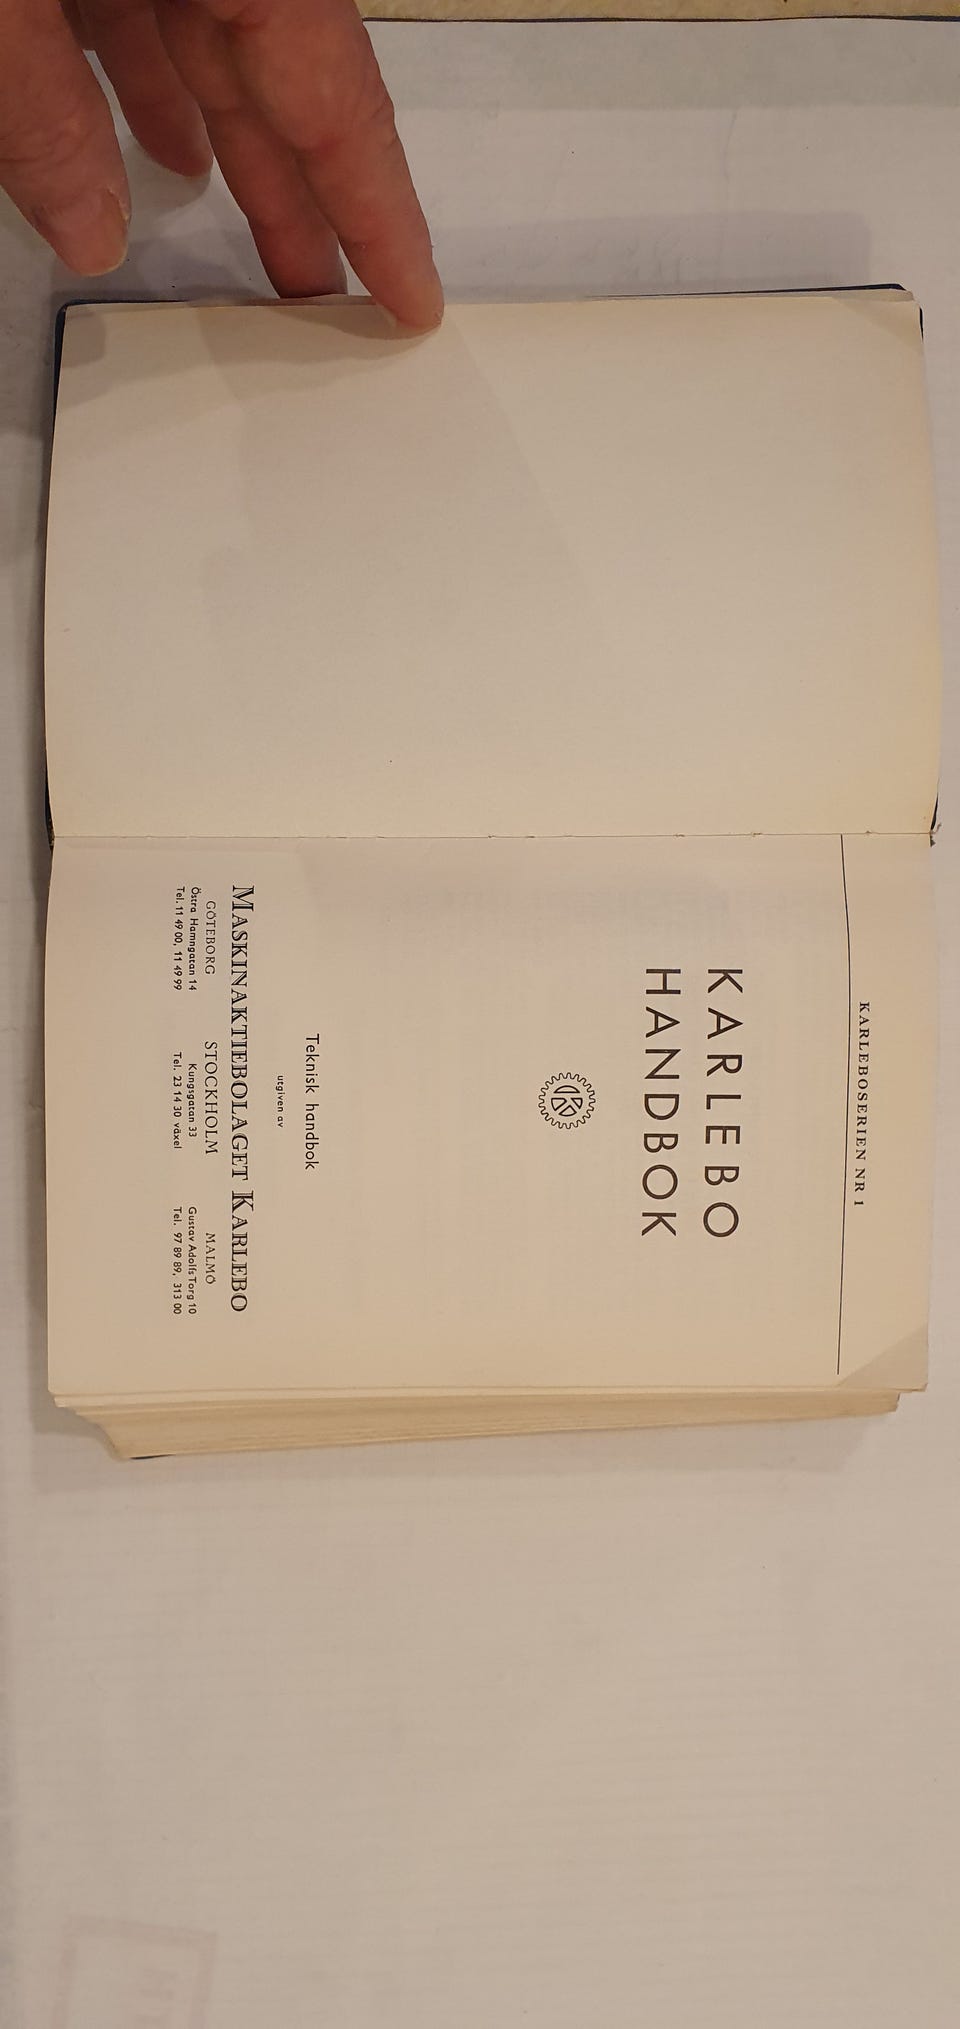 KARLEBOSERIEN NR 1
KARLEBO
HANDBOK
Teknisk handbok
utgiven av
MASKINAKTIEBOLAGET KARLEBO
GÖTEBORG STOCKHOLM MALMÖ
Östra Hamngatan 14 Kungsgatan 33 Gustav Adolfs Torg 10
Tel. 11 49 00, 11 49 99 Tel. 23 14 30 växel Tel. 97 89 89, 313 00